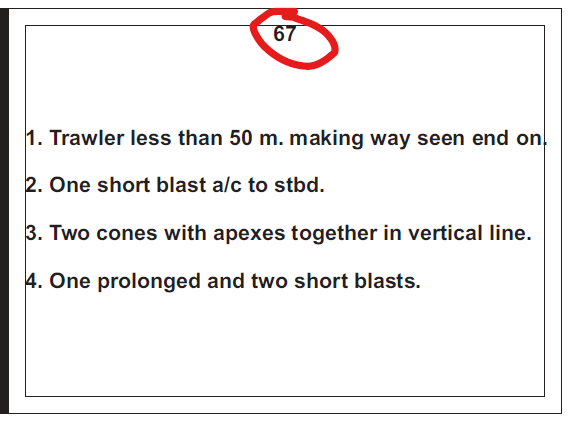 67
1. Trawler less than 50 m. making way seen end on.
2. One short blast a/c to stbd.
3. Two cones with apexes together in vertical line.
4. One prolonged and two short blasts.